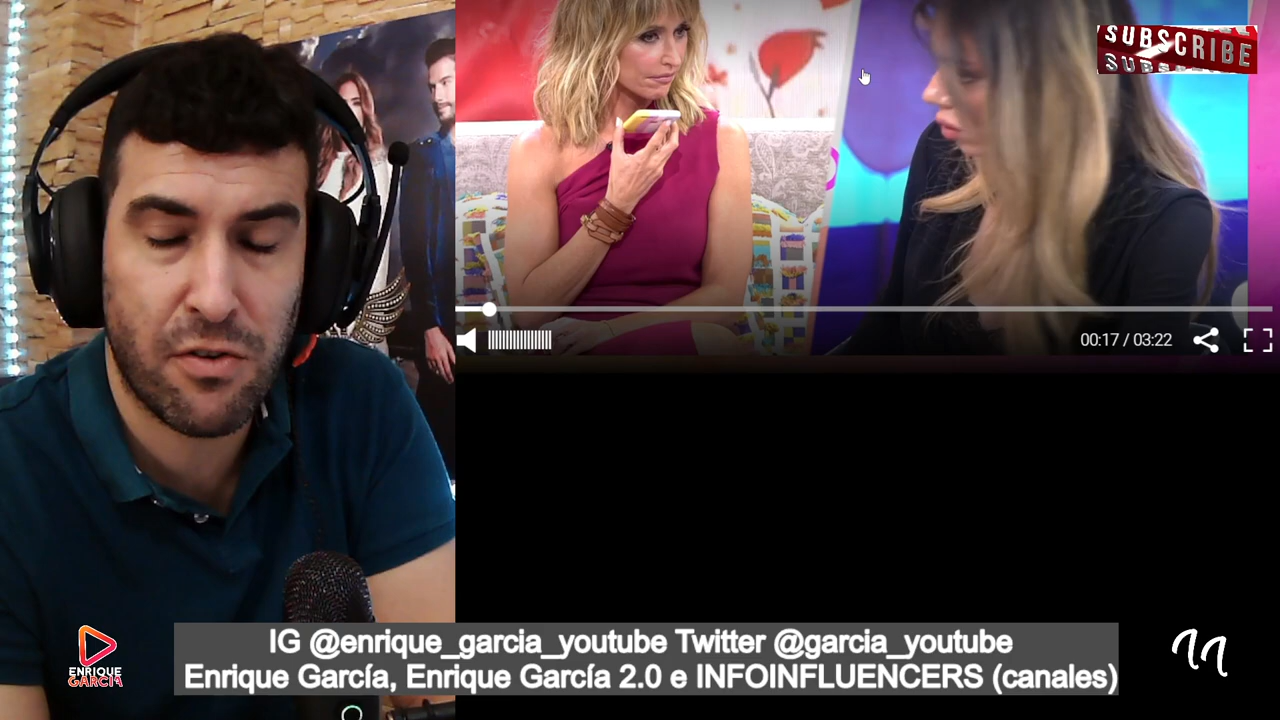 SUBSCRIBE
SUBSCRIBE
00:17 / 03:22
IG @enrique_garcia_youtube Twitter @garcia_youtube
Enrique García, Enrique García 2.0 e INFOINFLUENCERS (canales)
ENRIQUE
GARCÍA